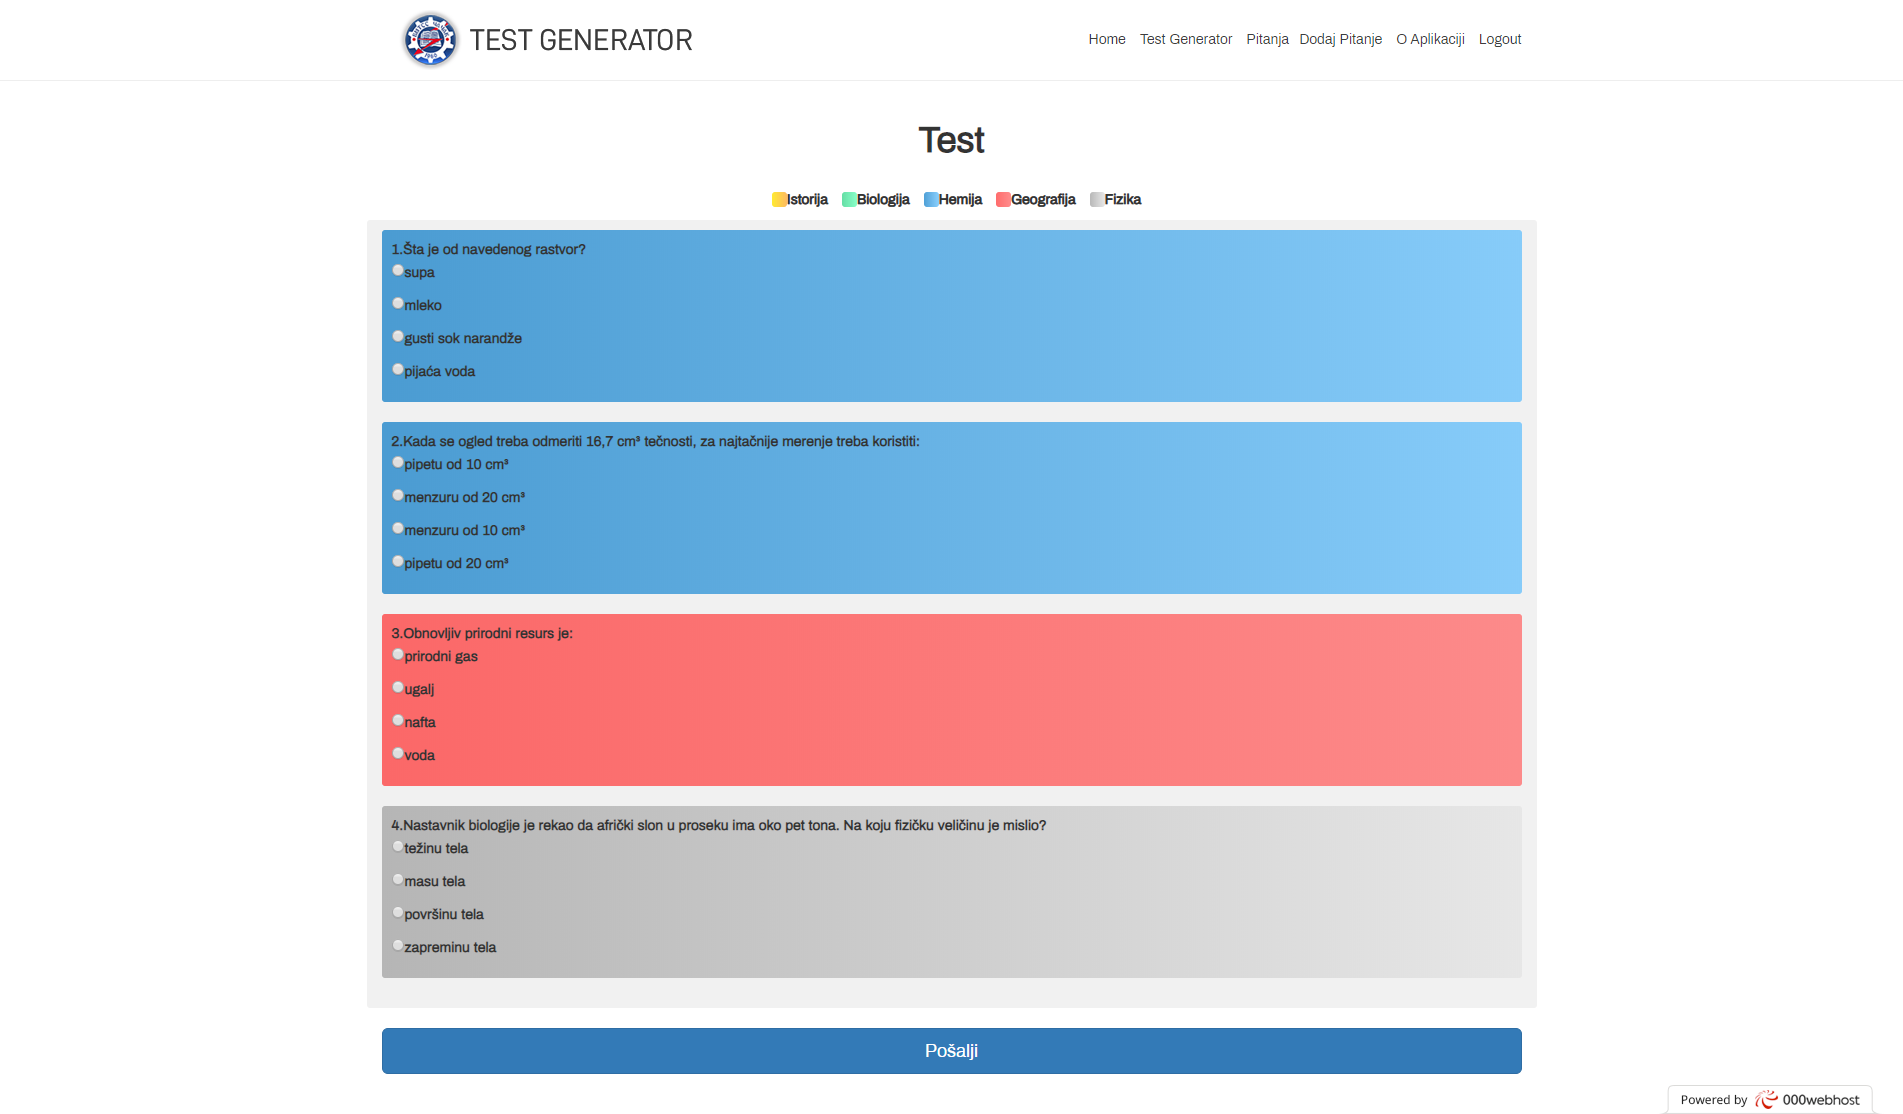 TEST GENERATOR
Home Test Generator Pitanja Dodaj Pitanje O Aplikaciji Logout
Test
Istorija Biologija Hemija Geografija Fizika
1.Šta je od navedenog rastvor?
supa
mleko
gusti sok narandže
pijaća voda
2.Kada se ogled treba odmeriti 16,7 cm³ tečnosti, za najtačnije merenje treba koristiti:
pipetu od 10 cm³
menzuru od 20 cm³
menzuru od 10 cm³
pipetu od 20 cm³
3.Obnovljiv prirodni resurs je:
prirodni gas
ugalj
nafta
voda
4.Nastavnik biologije je rekao da afrički slon u proseku ima oko pet tona. Na koju fizičku veličinu je mislio?
težinu tela
masu tela
površinu tela
zapreminu tela
Pošalji
Powered by 000webhost